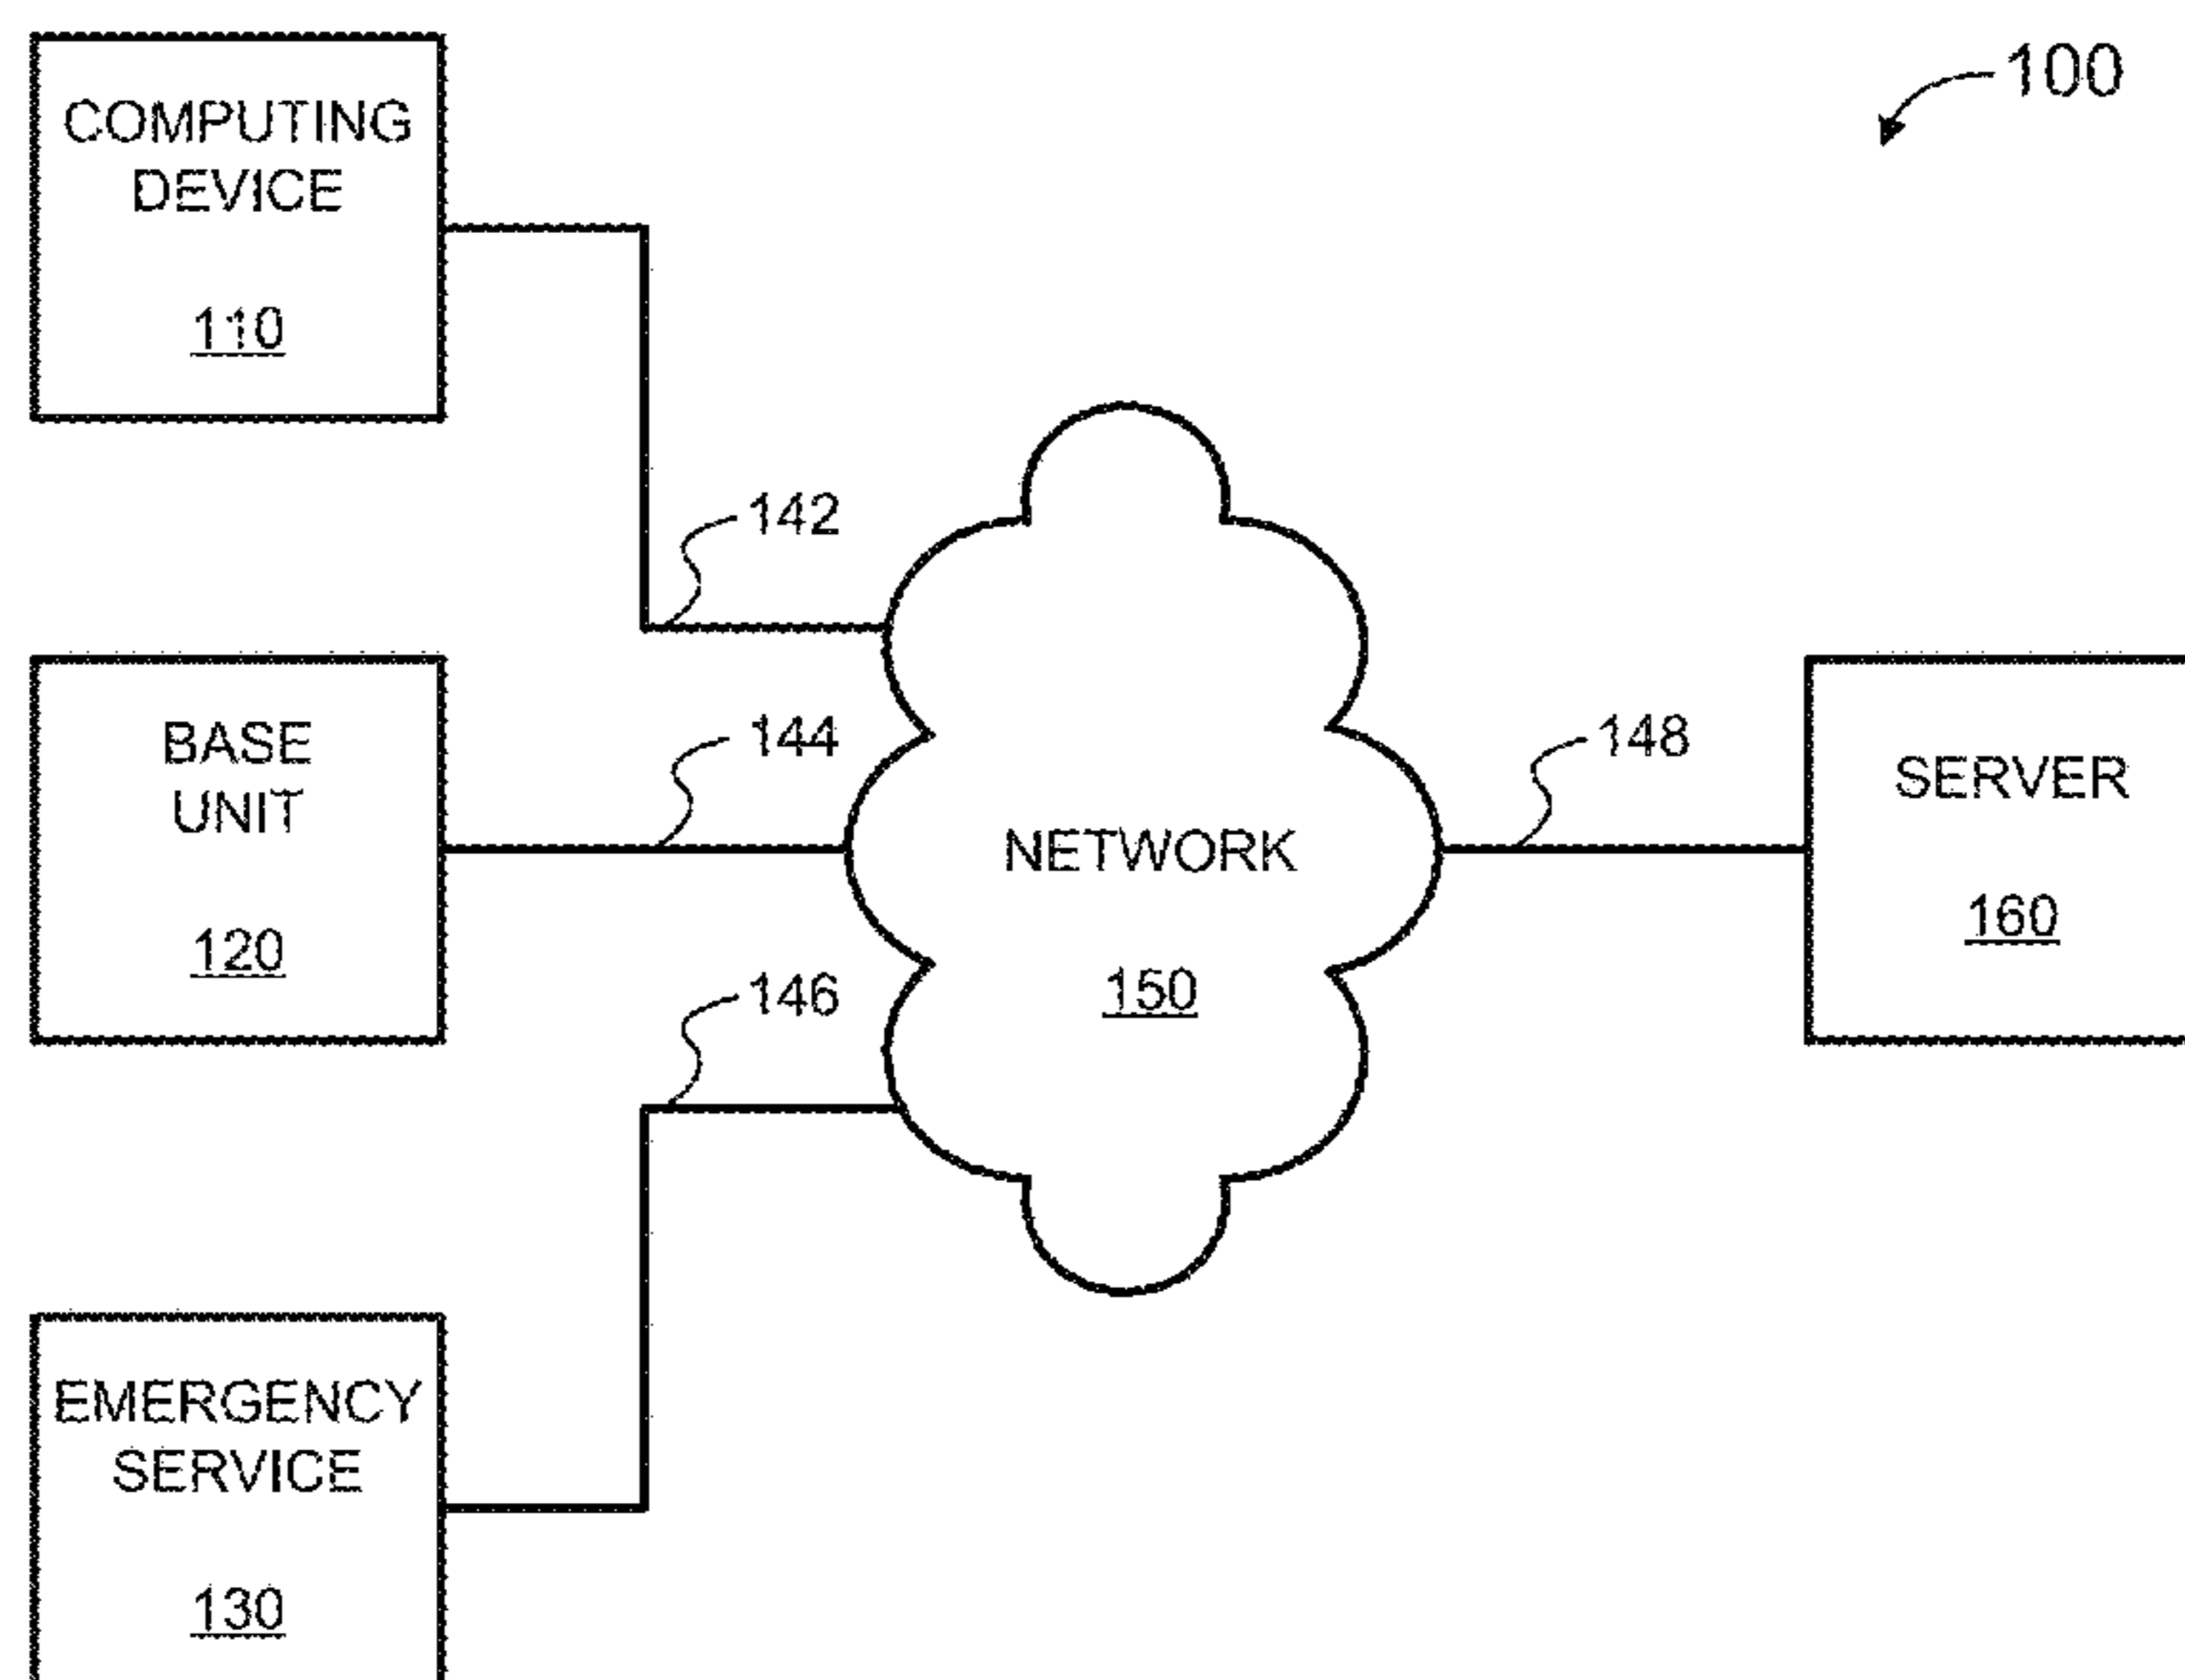 100
COMPUTING
DEVICE
110
142
BASE
UNIT
120
144
NETWORK
150
148
SERVER
160
146
EMERGENCY
SERVICE
130